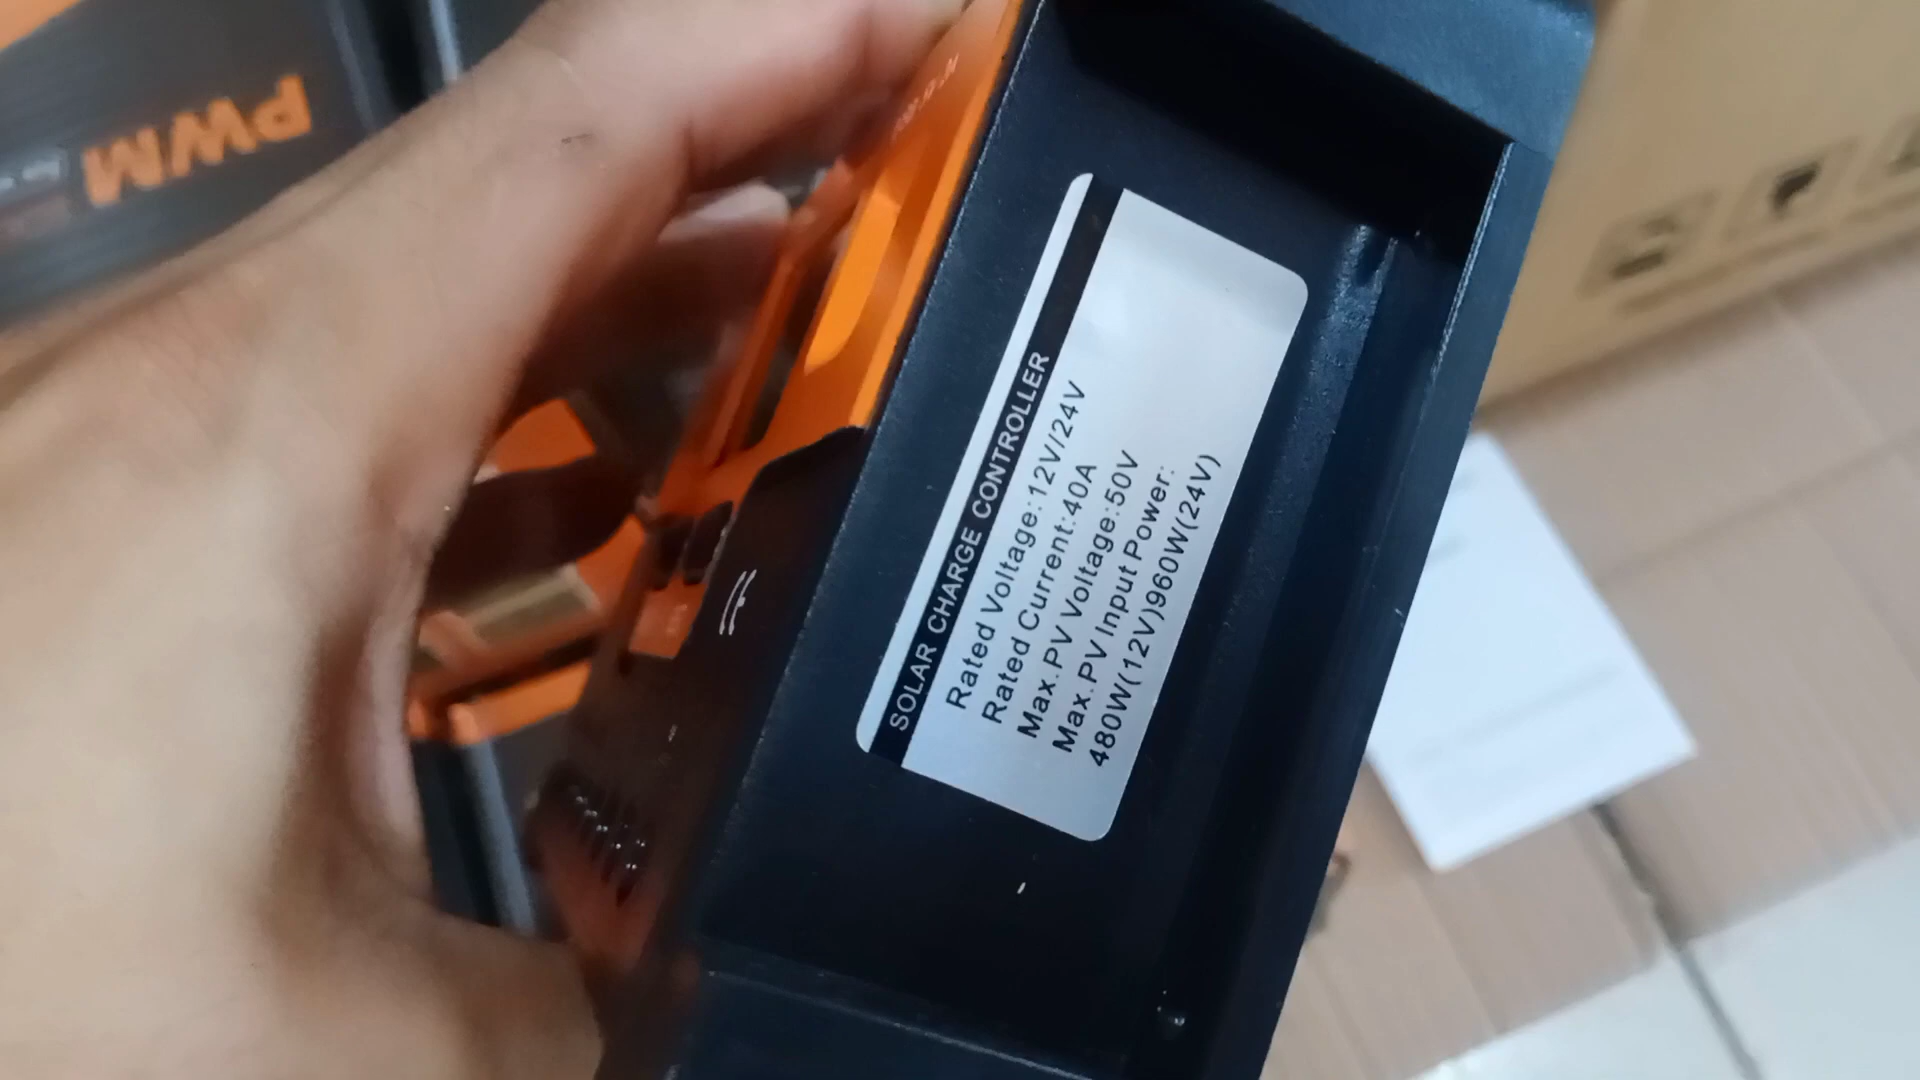 PWM
SOLAR CHARGE CONTROLLER
Rated Voltage:12V/24V
Rated Current:40A
Max.PV Voltage:50V
Max.PV Input Power:
480W(12V)960W(24V)